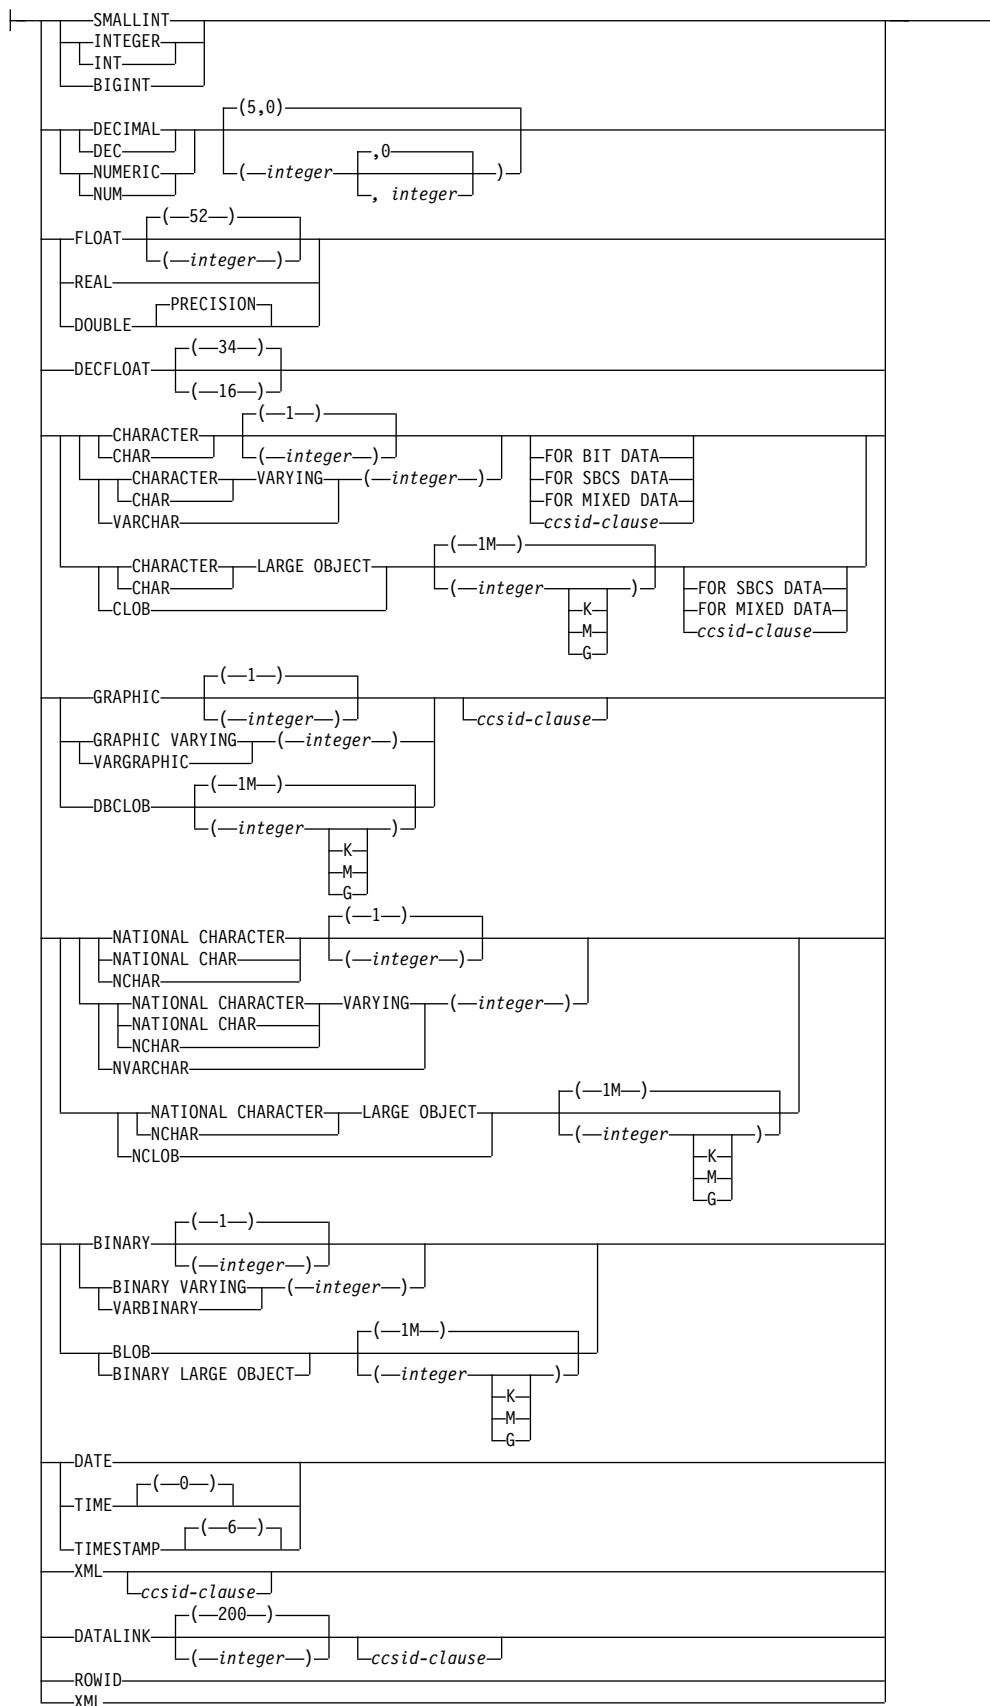 SMALLINT
INTEGER
INT
BIGINT
(5,0)
DECIMAL
DEC
,0
NUMERIC ( integer )
NUM , integer
( 52 )
FLOAT
( integer )
REAL
PRECISION
DOUBLE
( 34 )
DECFLOAT
( 16 )
( 1 )
CHARACTER
CHAR ( integer ) FOR BIT DATA
CHARACTER VARYING ( integer ) FOR SBCS DATA
CHAR FOR MIXED DATA
VARCHAR ccsid-clause
( 1M )
CHARACTER LARGE OBJECT
CHAR ( integer ) FOR SBCS DATA
CLOB K FOR MIXED DATA
M ccsid-clause
G
( 1 )
GRAPHIC
( integer ) ccsid-clause
GRAPHIC VARYING ( integer )
VARGRAPHIC
( 1M )
DBCLOB
( integer )
K
M
G
( 1 )
NATIONAL CHARACTER
NATIONAL CHAR ( integer )
NCHAR
NATIONAL CHARACTER VARYING ( integer )
NATIONAL CHAR
NCHAR
NVARCHAR
( 1M )
NATIONAL CHARACTER LARGE OBJECT
NCHAR ( integer )
NCLOB K
M
G
( 1 )
BINARY
( integer )
BINARY VARYING ( integer )
VARBINARY
( 1M )
BLOB
BINARY LARGE OBJECT ( integer )
K
M
G
DATE
( 0 )
TIME
( 6 )
TIMESTAMP
XML
ccsid-clause
( 200 )
DATALINK
( integer ) ccsid-clause
ROWID
XML